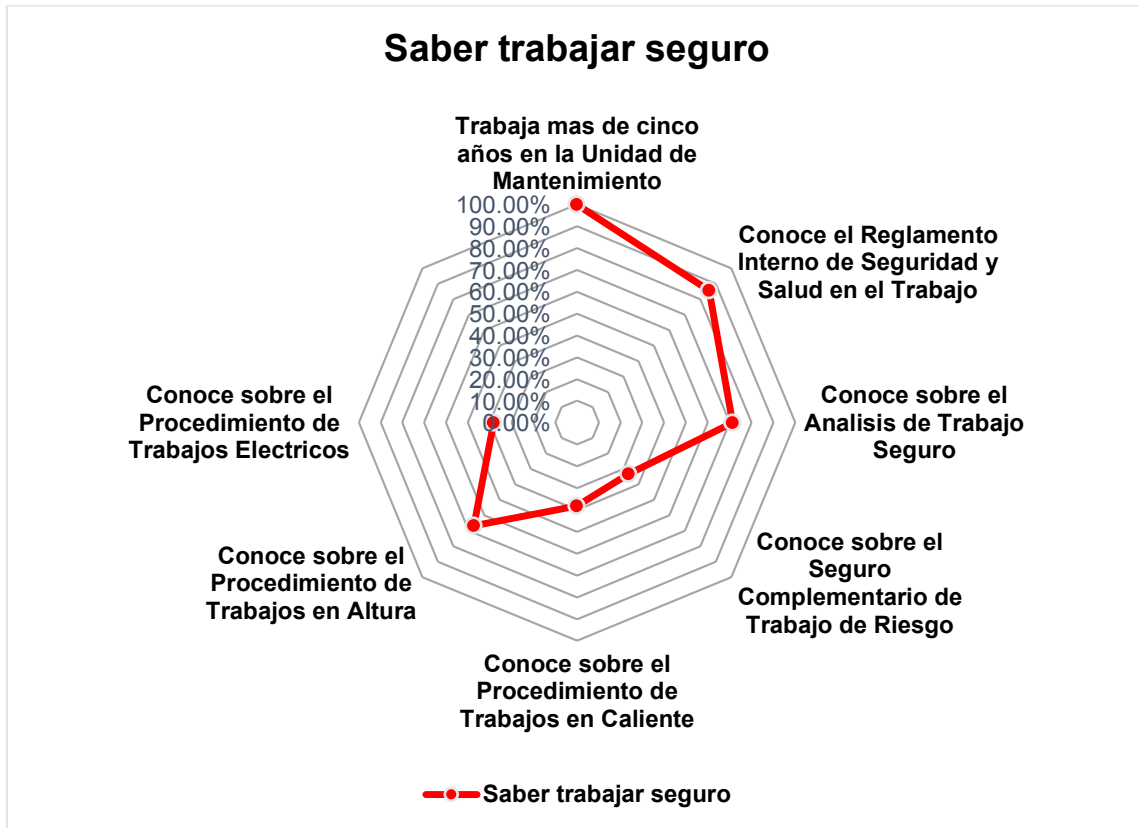 Saber trabajar seguro
Trabaja mas de cinco
años en la Unidad de
Mantenimiento
100.00%
90.00%
80.00%
70.00%
60.00%
50.00%
40.00%
30.00%
20.00%
10.00%
0.00%
Conoce el Reglamento
Interno de Seguridad y
Salud en el Trabajo
Conoce sobre el
Analisis de Trabajo
Seguro
Conoce sobre el
Seguro
Complementario de
Trabajo de Riesgo
Conoce sobre el
Procedimiento de
Trabajos en Caliente
Conoce sobre el
Procedimiento de
Trabajos en Altura
Conoce sobre el
Procedimiento de
Trabajos Electricos
Saber trabajar seguro